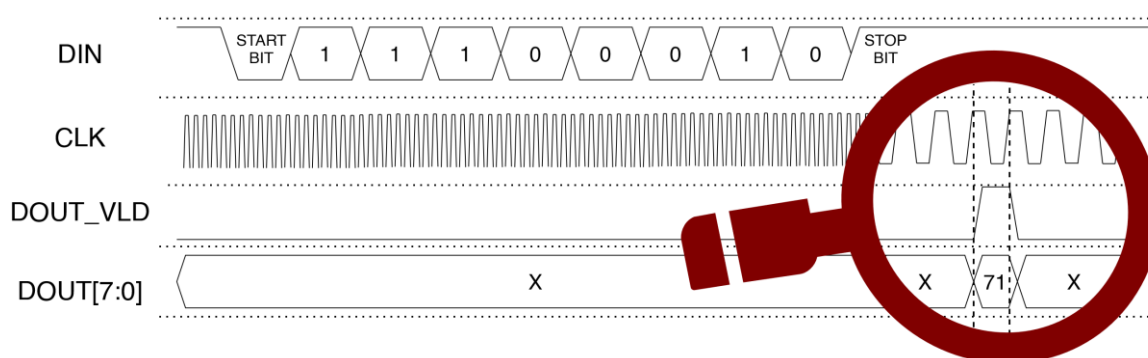 DIN
START
BIT
1 1 1 0 0 0 1 0
STOP
BIT
CLK
DOUT_VLD
DOUT[7:0]
X
X
71
X